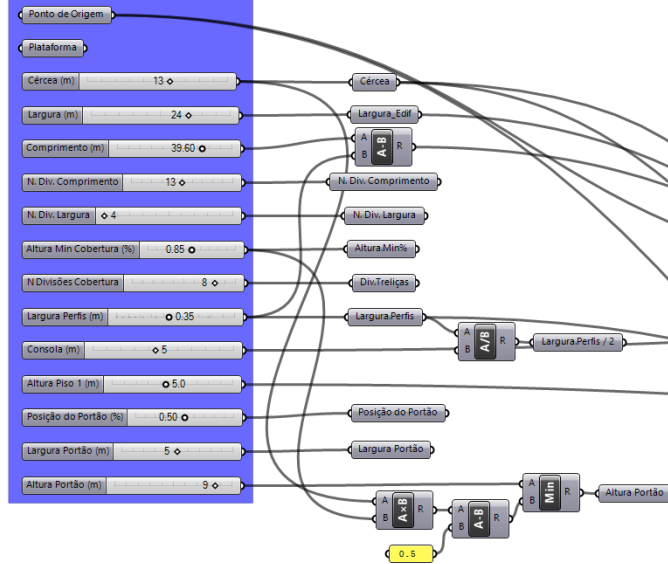 Ponto de Origem
Plataforma
Cércea (m) 13 Cércea
Largura (m) 24 Largura_Edif
Comprimento (m) 39.60 A B A-B R
N. Div. Comprimento 13 N. Div. Comprimento
N. Div. Largura 4 N. Div. Largura
Altura Min Cobertura (%) 0.85 Altura.Min%
N Divisões Cobertura 8 Div.Treliças
Largura Perfis (m) 0.35 Largura.Perfis
Consola (m) 5 A B A/B R Largura.Perfis / 2
Altura Piso 1 (m) 5.0
Posição do Portão (%) 0.50 Posição do Portão
Largura Portão (m) 5 Largura Portão
Altura Portão (m) 9 A B Min R Altura Portão
A B A×B R A B A-B R
0.5